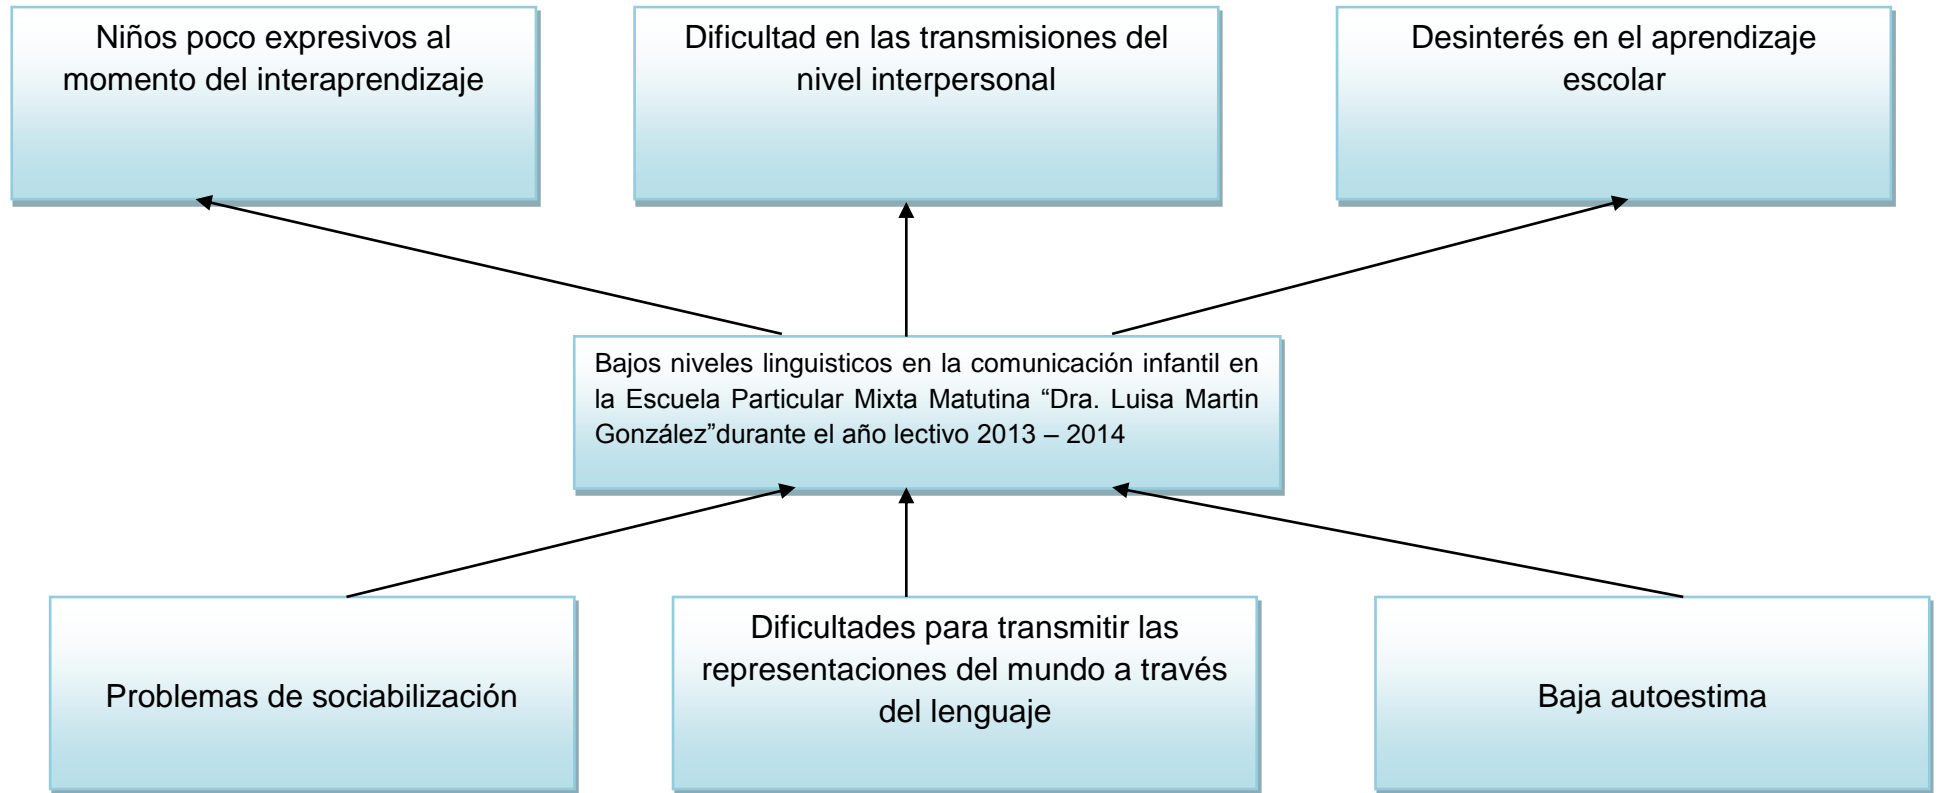 Niños poco expresivos al
momento del interaprendizaje
Dificultad en las transmisiones del
nivel interpersonal
Desinterés en el aprendizaje
escolar
Bajos niveles linguisticos en la comunicación infantil en
la Escuela Particular Mixta Matutina “Dra. Luisa Martin
González”durante el año lectivo 2013 – 2014
Problemas de sociabilización
Dificultades para transmitir las
representaciones del mundo a través
del lenguaje
Baja autoestima